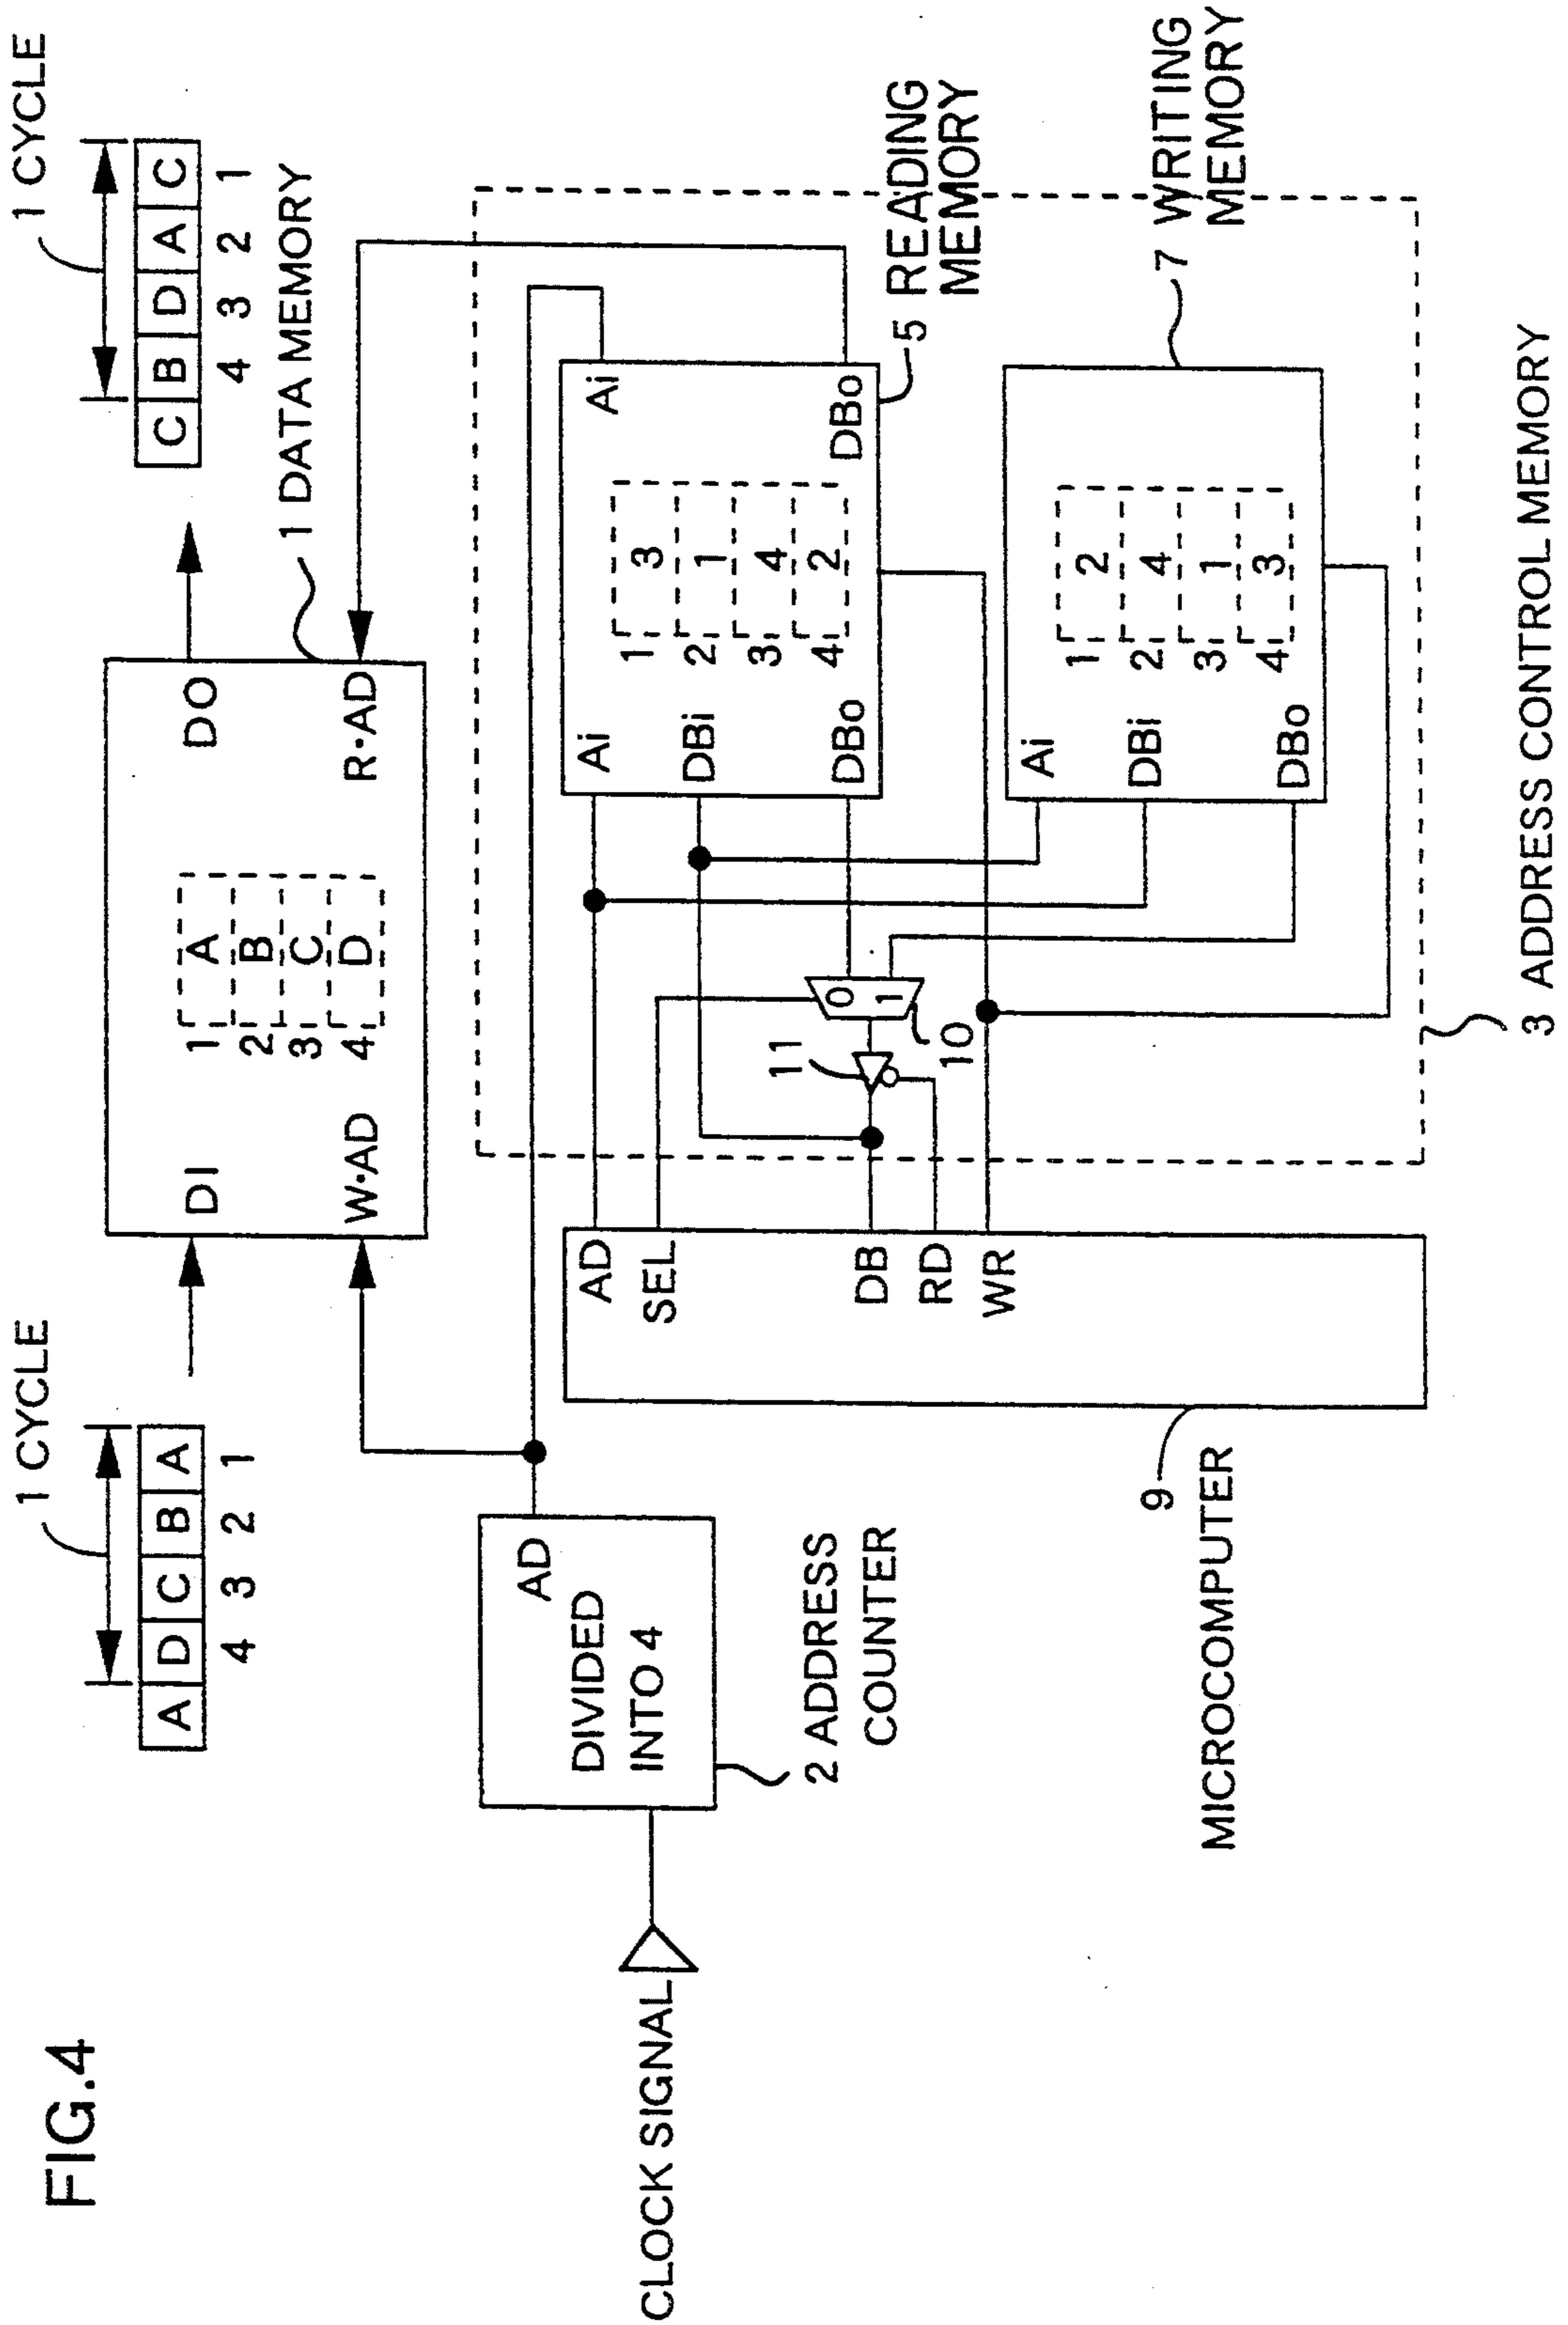 FIG.4
1 CYCLE
1 CYCLE
A D C B A
4 3 2 1
C B D A C
4 3 2 1
DI
DO
1 A
2 B
3 C
4 D
W•AD
R•AD
1 DATA MEMORY
CLOCK SIGNAL
AD
DIVIDED
INTO 4
2 ADDRESS
COUNTER
AD
SEL
DB
RD
WR
9
MICROCOMPUTER
11
0
1
10
Ai
Ai
DBi
DBo
DBo
1 3
2 1
3 4
4 2
5 READING
MEMORY
Ai
DBi
DBo
1 2
2 4
3 1
4 3
7 WRITING
MEMORY
3 ADDRESS CONTROL MEMORY